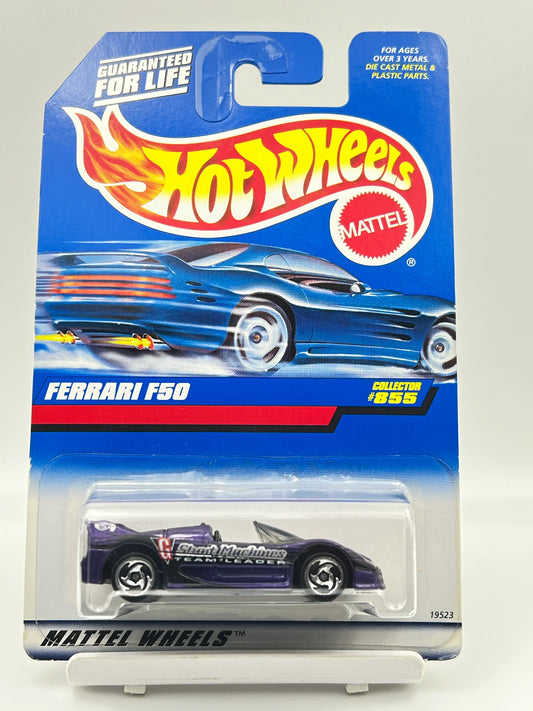 GUARANTEED
FOR LIFE
FOR AGES
OVER 3 YEARS.
DIE CAST METAL &
PLASTIC PARTS.
HOT WHEELS
MATTEL
®
FERRARI F50
COLLECTOR
#855
Stunt Machines
TEAM LEADER
19523
MATTEL WHEELS™